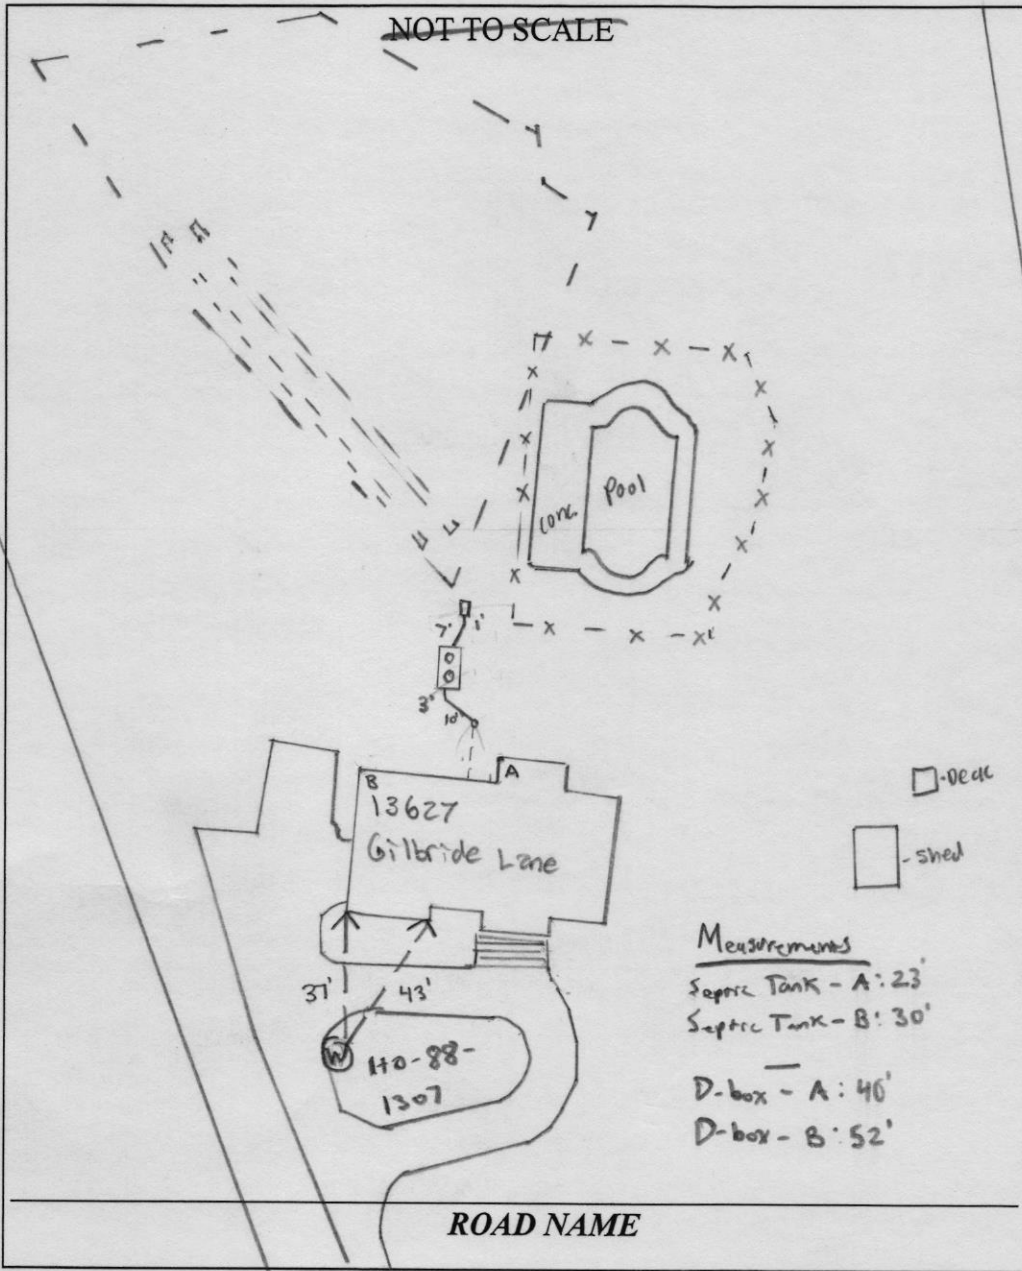 NOT TO SCALE
Pool
conc.
7' 1'
3'
10'
A
B
13627
Gilbride Lane
-Deck
-shed
37'
43'
W
HO-88-
1307
Measurements
Septic Tank - A: 23'
Septic Tank - B: 30'
D-box - A: 40'
D-box - B: 52'
ROAD NAME